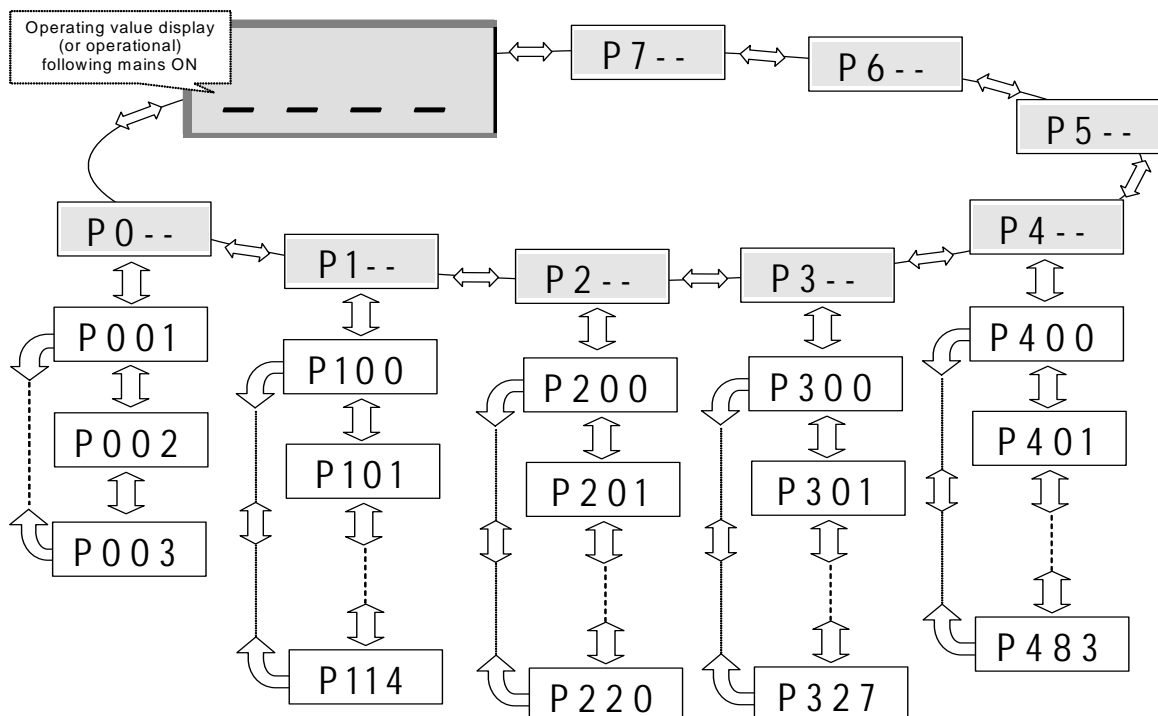 Operating value display
(or operational)
following mains ON
_ _ _ _
P7--
P6--
P5--
P0--
P1--
P2--
P3--
P4--
P001
P002
P003
P100
P101
P114
P200
P201
P220
P300
P301
P327
P400
P401
P483